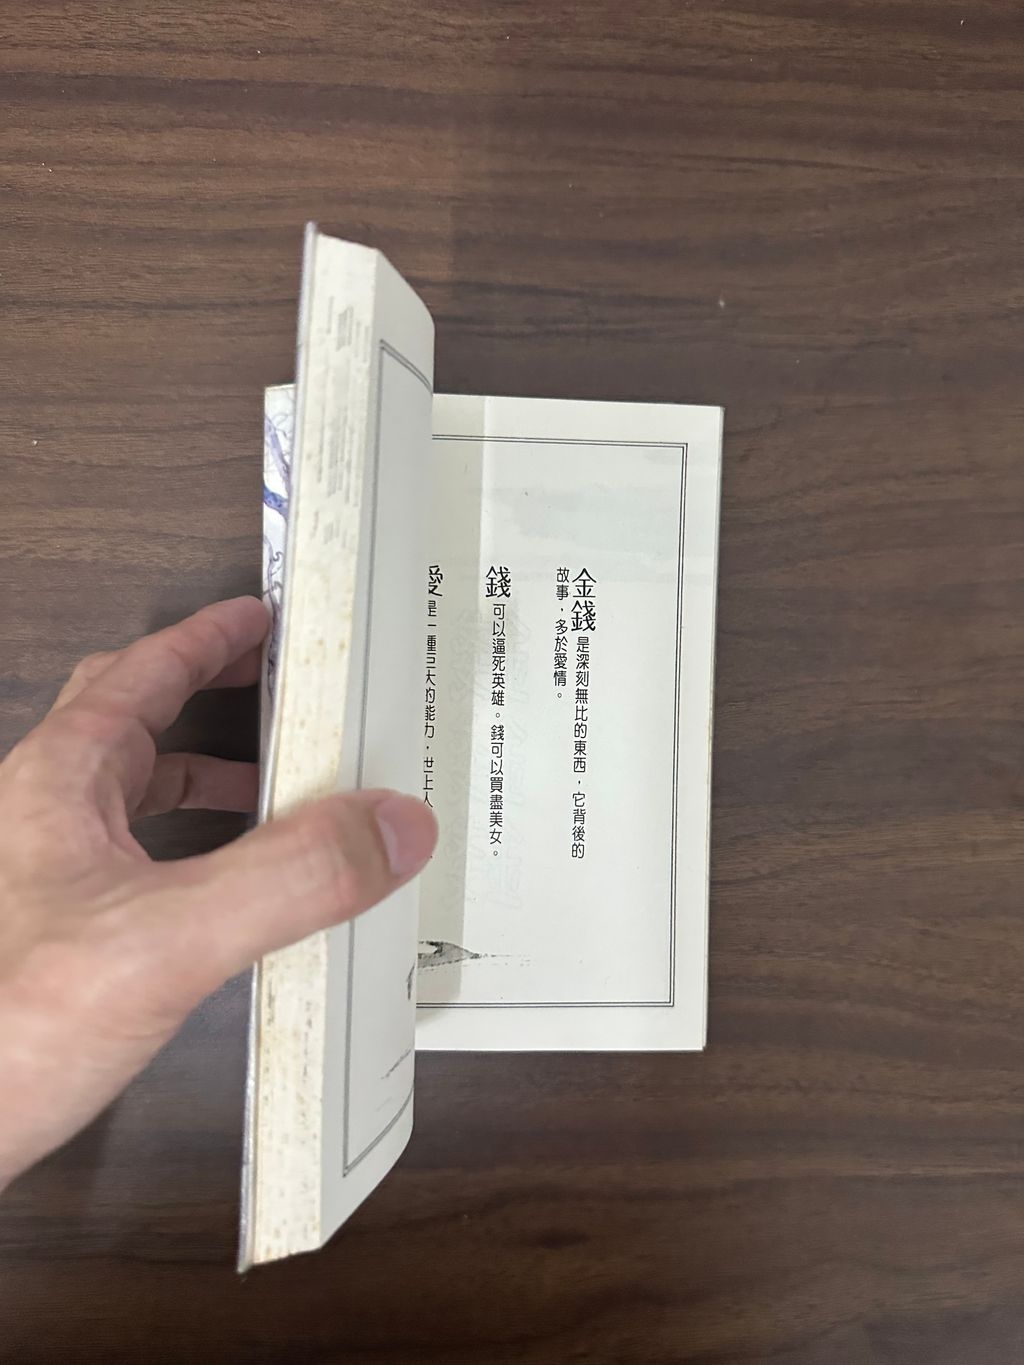 金錢是深刻無比的東西，它背後的
故事，多於愛情。
錢可以逼死英雄。錢可以買盡美女。
愛是一種巨大的能力，世上人